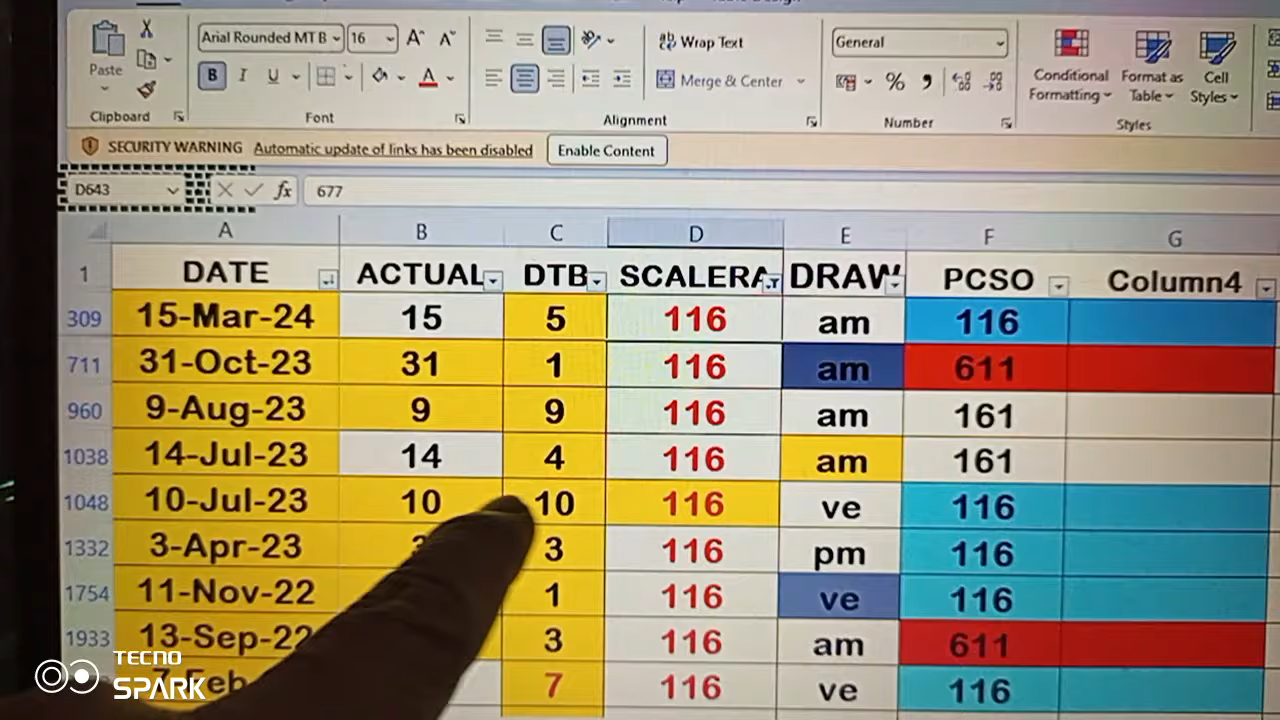 Arial Rounded MT B 16 A^ A˅ Wrap Text General
Paste B I U A Merge & Center % , Conditional Formatting Format as Table Cell Styles
Clipboard Font Alignment Number Styles
SECURITY WARNING Automatic update of links has been disabled Enable Content
D643 fx 677
A B C D E F G
1 DATE ACTUAL DTB SCALERA DRAW PCSO Column4
309 15-Mar-24 15 5 116 am 116
711 31-Oct-23 31 1 116 am 611
960 9-Aug-23 9 9 116 am 161
1038 14-Jul-23 14 4 116 am 161
1048 10-Jul-23 10 10 116 ve 116
1332 3-Apr-23 3 116 pm 116
1754 11-Nov-22 1 116 ve 116
1933 13-Sep-22 3 116 am 611
7-Feb 7 116 ve 116
TECNO
SPARK